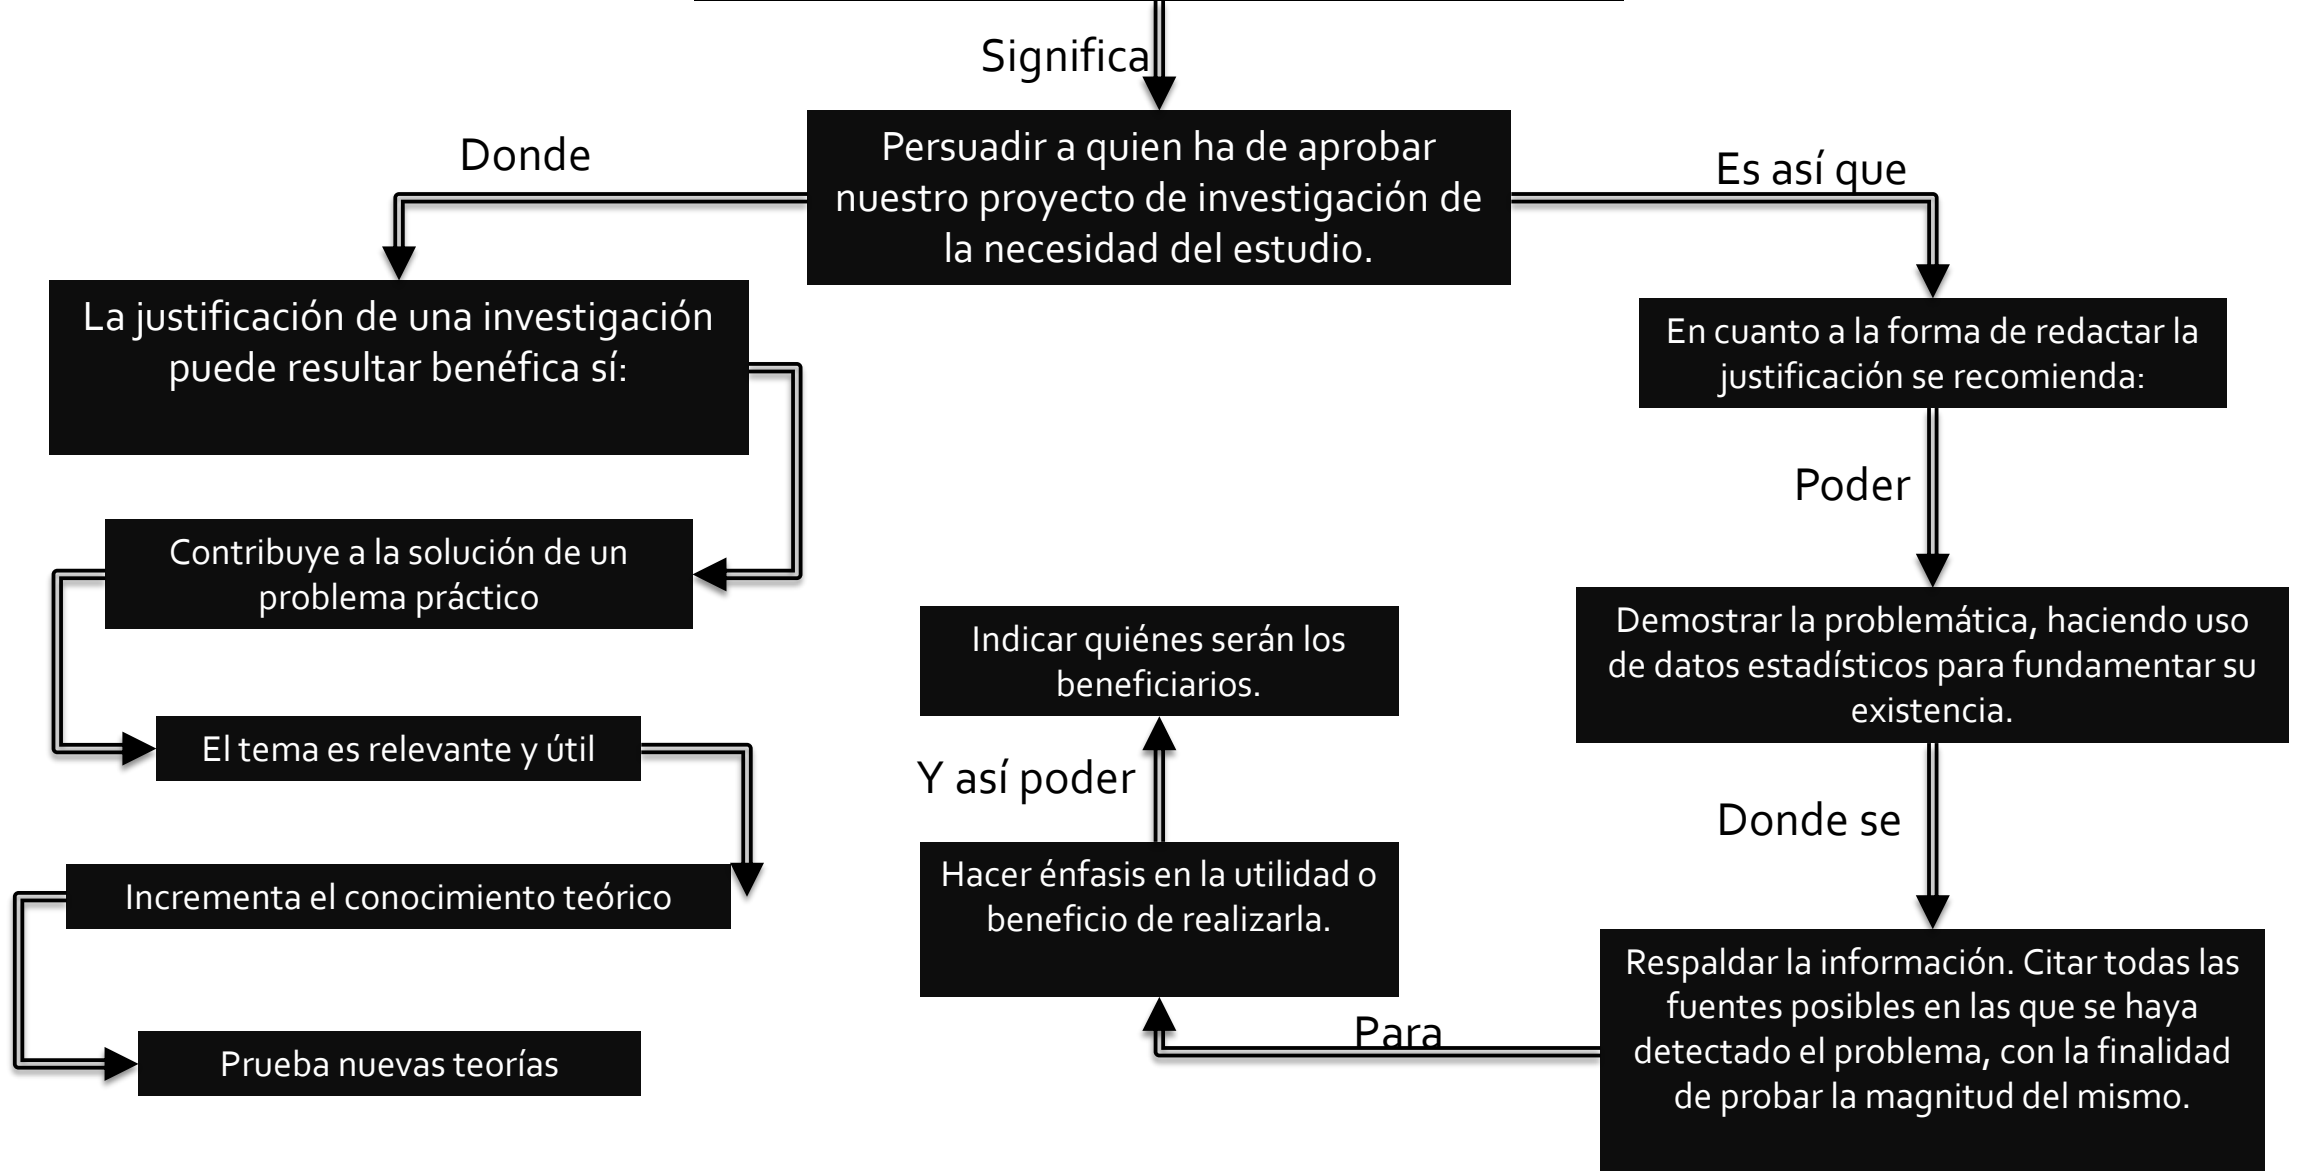 Significa
Persuadir a quien ha de aprobar
nuestro proyecto de investigación de
la necesidad del estudio.
Donde
La justificación de una investigación
puede resultar benéfica sí:
Contribuye a la solución de un
problema práctico
El tema es relevante y útil
Incrementa el conocimiento teórico
Prueba nuevas teorías
Es así que
En cuanto a la forma de redactar la
justificación se recomienda:
Poder
Demostrar la problemática, haciendo uso
de datos estadísticos para fundamentar su
existencia.
Donde se
Respaldar la información. Citar todas las
fuentes posibles en las que se haya
detectado el problema, con la finalidad
de probar la magnitud del mismo.
Para
Hacer énfasis en la utilidad o
beneficio de realizarla.
Y así poder
Indicar quiénes serán los
beneficiarios.